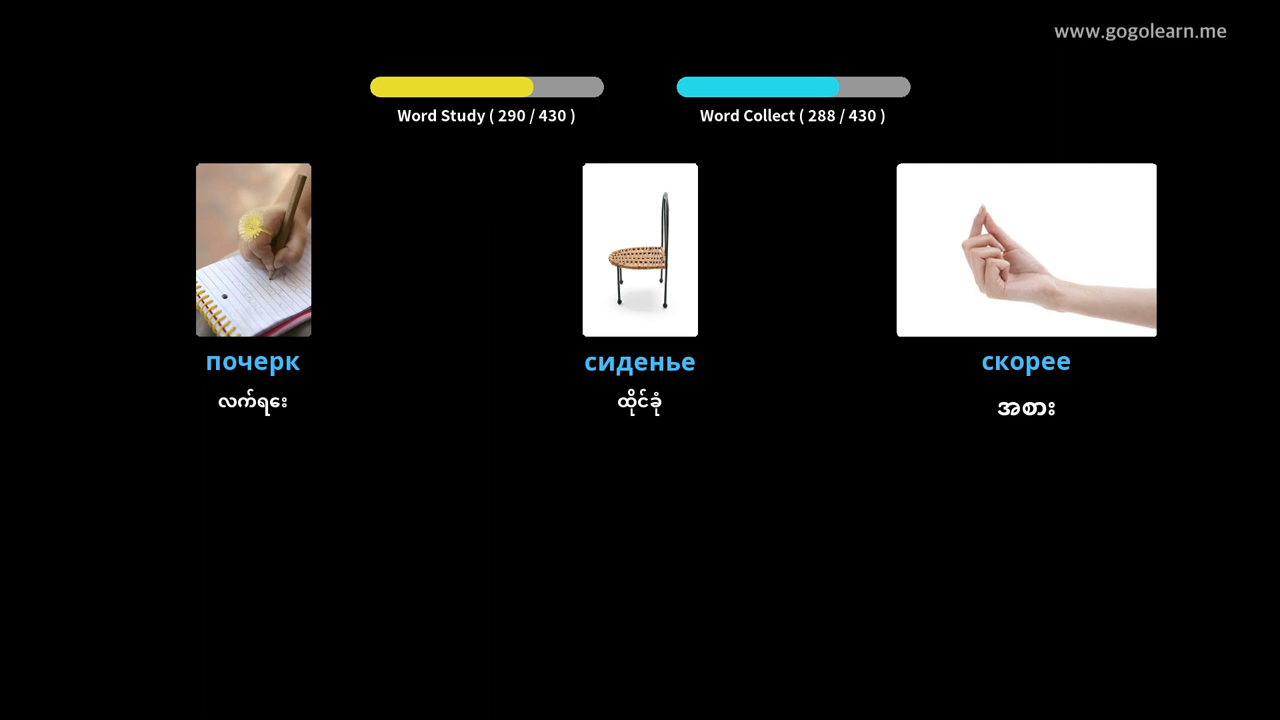 www.gogolearn.me
Word Study ( 290 / 430 )
Word Collect ( 288 / 430 )
почерк
сиденье
скорее
လက်ရေး
ထိုင်ခုံ
အစား